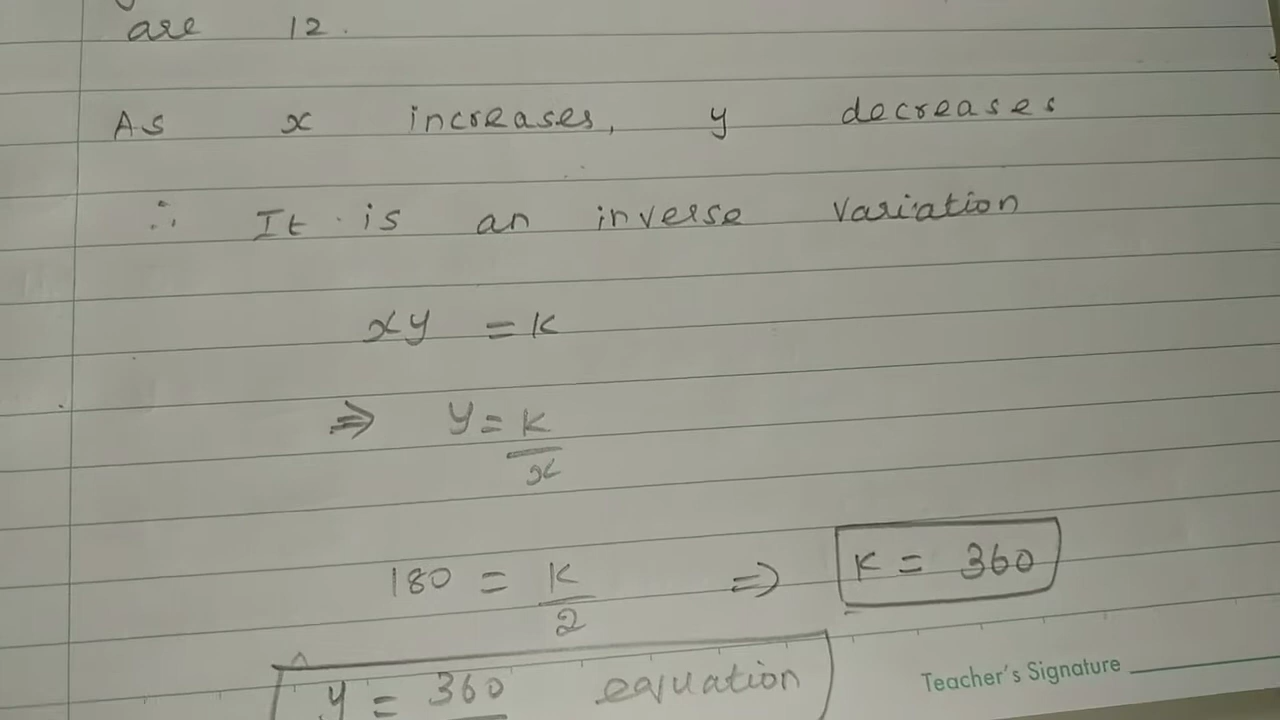 are 12.
As x increases, y decreases
∴ It is an inverse variation
xy = k
⇒ y = k
x
180 = k ⇒ k = 360
2
y = 360 equation
Teacher's Signature